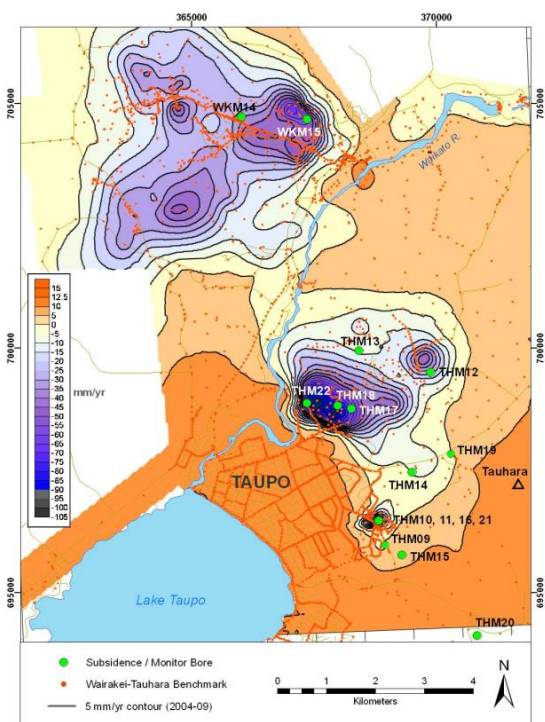 365000 370000
705000 705000
WKM14
WKM15
Waikato R.
15
12.5
10
5
0
-5
-10
-15
-20
-25
-30
-35
-40
-45
-50
-55
-60
-65
-70
-75
-80
-85
-90
-95
-100
-105
mm/yr
700000 700000
THM13
THM12
THM22
THM18
THM17
THM19
Tauhara
TAUPO
THM14
THM10, 11, 16, 21
THM09
THM15
695000 695000
Lake Taupo
THM20
Subsidence / Monitor Bore
Wairakei-Tauhara Benchmark
5 mm/yr contour (2004-09)
0 1 2 3 4
Kilometers
N